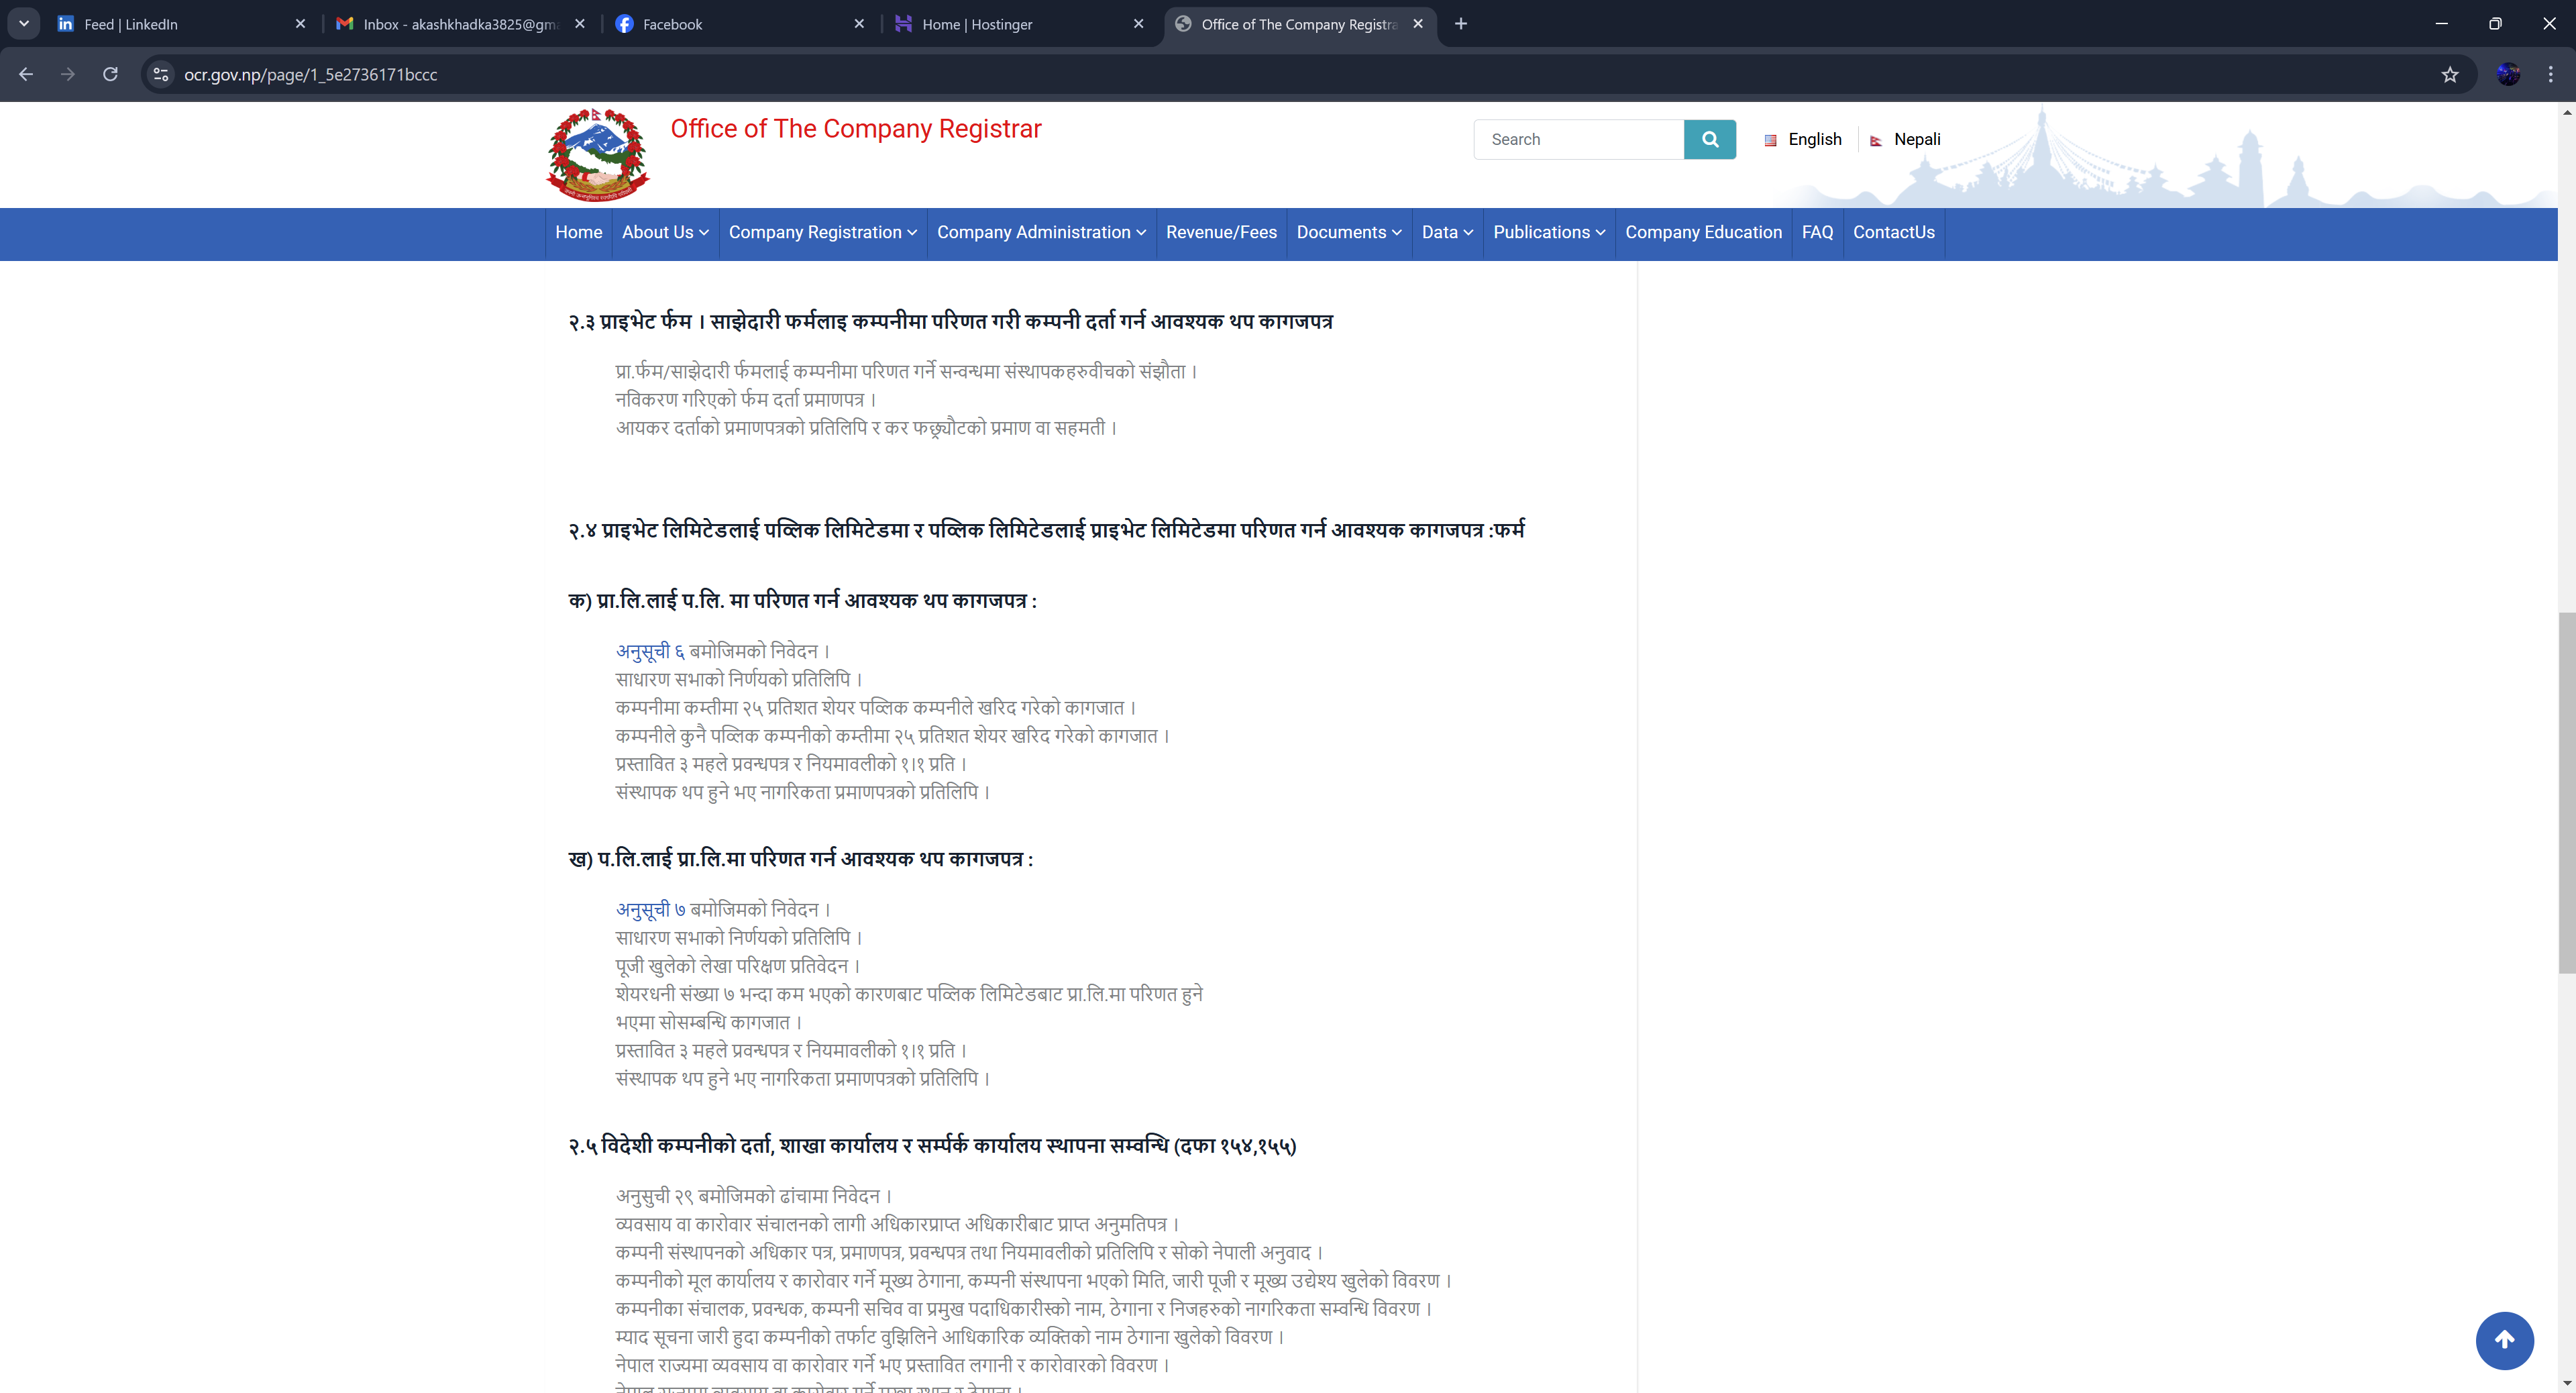 Feed | LinkedIn
Inbox - akashkhadka3825@gm
Facebook
Home | Hostinger
Office of The Company Registra
ocr.gov.np/page/1_5e2736171bccc
Office of The Company Registrar
Search
English
Nepali
Home About Us Company Registration Company Administration Revenue/Fees Documents Data Publications Company Education FAQ ContactUs
२.३ प्राइभेट र्फम । साझेदारी फर्मलाइ कम्पनीमा परिणत गरी कम्पनी दर्ता गर्न आवश्यक थप कागजपत्र
प्रा.र्फम/साझेदारी र्फमलाई कम्पनीमा परिणत गर्ने सन्वन्धमा संस्थापकहरुवीचको संझौता ।
नविकरण गरिएको र्फम दर्ता प्रमाणपत्र ।
आयकर दर्ताको प्रमाणपत्रको प्रतिलिपि र कर फछ्र्यौटको प्रमाण वा सहमती ।
२.४ प्राइभेट लिमिटेडलाई पव्लिक लिमिटेडमा र पव्लिक लिमिटेडलाई प्राइभेट लिमिटेडमा परिणत गर्न आवश्यक कागजपत्र :फर्म
क) प्रा.लि.लाई प.लि. मा परिणत गर्न आवश्यक थप कागजपत्र :
अनुसूची ६ बमोजिमको निवेदन ।
साधारण सभाको निर्णयको प्रतिलिपि ।
कम्पनीमा कम्तीमा २५ प्रतिशत शेयर पव्लिक कम्पनीले खरिद गरेको कागजात ।
कम्पनीले कुनै पव्लिक कम्पनीको कम्तीमा २५ प्रतिशत शेयर खरिद गरेको कागजात ।
प्रस्तावित ३ महले प्रवन्धपत्र र नियमावलीको १।१ प्रति ।
संस्थापक थप हुने भए नागरिकता प्रमाणपत्रको प्रतिलिपि ।
ख) प.लि.लाई प्रा.लि.मा परिणत गर्न आवश्यक थप कागजपत्र :
अनुसूची ७ बमोजिमको निवेदन ।
साधारण सभाको निर्णयको प्रतिलिपि ।
पूजी खुलेको लेखा परिक्षण प्रतिवेदन ।
शेयरधनी संख्या ७ भन्दा कम भएको कारणबाट पव्लिक लिमिटेडबाट प्रा.लि.मा परिणत हुने
भएमा सोसम्बन्धि कागजात ।
प्रस्तावित ३ महले प्रवन्धपत्र र नियमावलीको १।१ प्रति ।
संस्थापक थप हुने भए नागरिकता प्रमाणपत्रको प्रतिलिपि ।
२.५ विदेशी कम्पनीको दर्ता, शाखा कार्यालय र सर्म्पर्क कार्यालय स्थापना सम्वन्धि (दफा १५४,१५५)
अनुसुची २९ बमोजिमको ढांचामा निवेदन ।
व्यवसाय वा कारोवार संचालनको लागी अधिकारप्राप्त अधिकारीबाट प्राप्त अनुमतिपत्र ।
कम्पनी संस्थापनको अधिकार पत्र, प्रमाणपत्र, प्रवन्धपत्र तथा नियमावलीको प्रतिलिपि र सोको नेपाली अनुवाद ।
कम्पनीको मूल कार्यालय र कारोवार गर्ने मूख्य ठेगाना, कम्पनी संस्थापना भएको मिति, जारी पूजी र मूख्य उद्येश्य खुलेको विवरण ।
कम्पनीका संचालक, प्रवन्धक, कम्पनी सचिव वा प्रमुख पदाधिकारीस्को नाम, ठेगाना र निजहरुको नागरिकता सम्वन्धि विवरण ।
म्याद सूचना जारी हुदा कम्पनीको तर्फाट वुझिलिने आधिकारिक व्यक्तिको नाम ठेगाना खुलेको विवरण ।
नेपाल राज्यमा व्यवसाय वा कारोवार गर्ने भए प्रस्तावित लगानी र कारोवारको विवरण ।